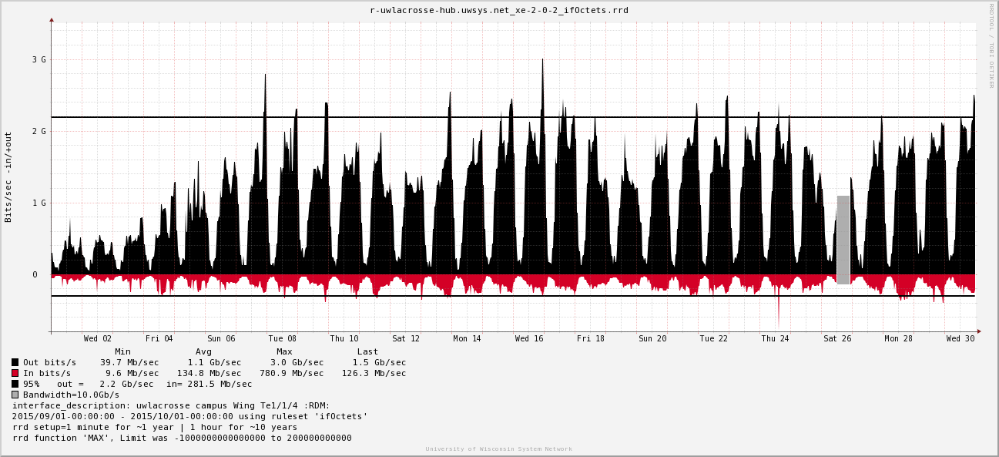 r-uwlacrosse-hub.uwsys.net_xe-2-0-2_ifOctets.rrd
RRDTOOL / TOBI OETIKER
Bits/sec -in/+out
3 G
2 G
1 G
0
Wed 02 Fri 04 Sun 06 Tue 08 Thu 10 Sat 12 Mon 14 Wed 16 Fri 18 Sun 20 Tue 22 Thu 24 Sat 26 Mon 28 Wed 30
Min Avg Max Last
Out bits/s 39.7 Mb/sec 1.1 Gb/sec 3.0 Gb/sec 1.5 Gb/sec
In bits/s 9.6 Mb/sec 134.8 Mb/sec 780.9 Mb/sec 126.3 Mb/sec
95% out = 2.2 Gb/sec in= 281.5 Mb/sec
Bandwidth=10.0Gb/s
interface_description: uwlacrosse campus Wing Te1/1/4 :RDM:
2015/09/01-00:00:00 - 2015/10/01-00:00:00 using ruleset 'ifOctets'
rrd setup=1 minute for ~1 year | 1 hour for ~10 years
rrd function 'MAX', Limit was -1000000000000000 to 200000000000
University of Wisconsin System Network